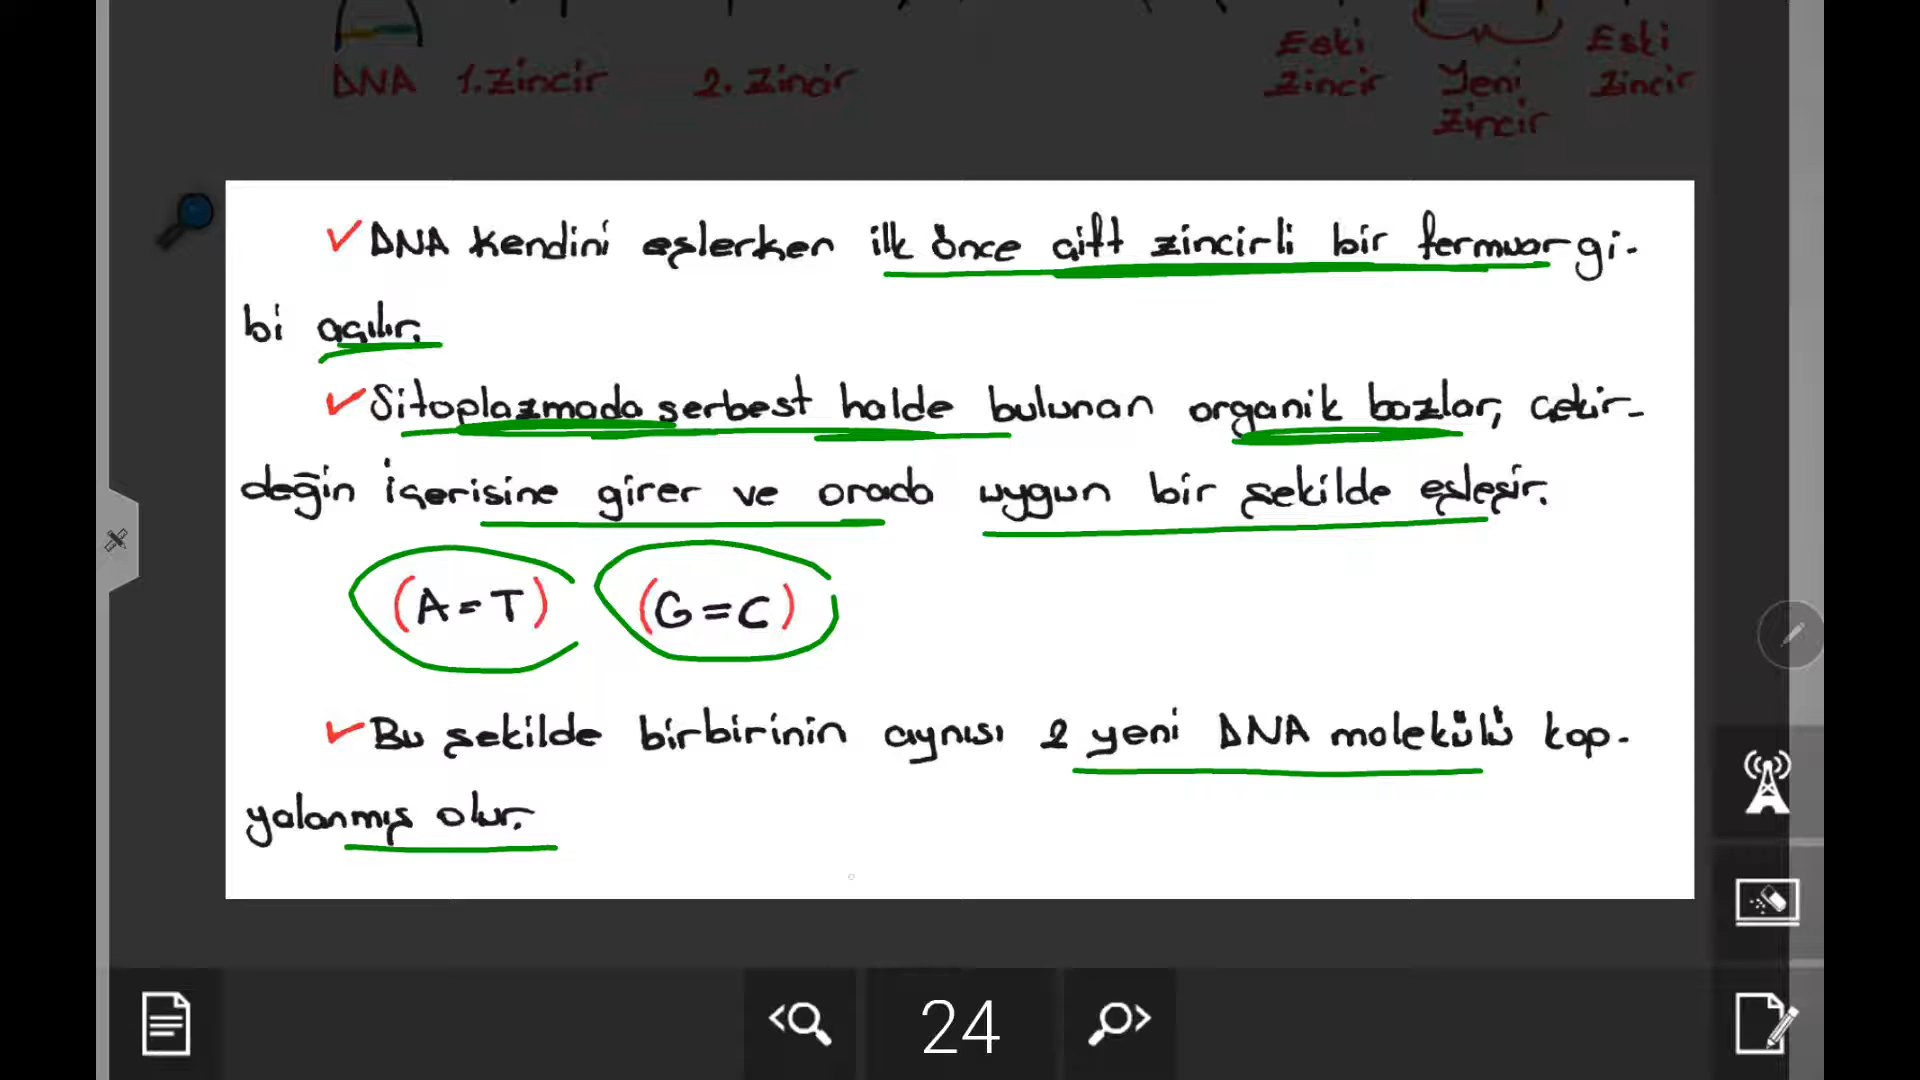 DNA 1. Zincir 2. Zincir Eski Zincir Yeni Zincir Eski Zincir
✓ DNA kendini eşlerken ilk önce çift zincirli bir fermuar gi-
bi açılır.
✓ Sitoplazmada serbest halde bulunan organik bazlar, çekir-
değin içerisine girer ve orada uygun bir şekilde eşleşir.
(A=T) (G=C)
✓ Bu şekilde birbirinin aynısı 2 yeni DNA molekülü kop-
yalanmış olur.
24